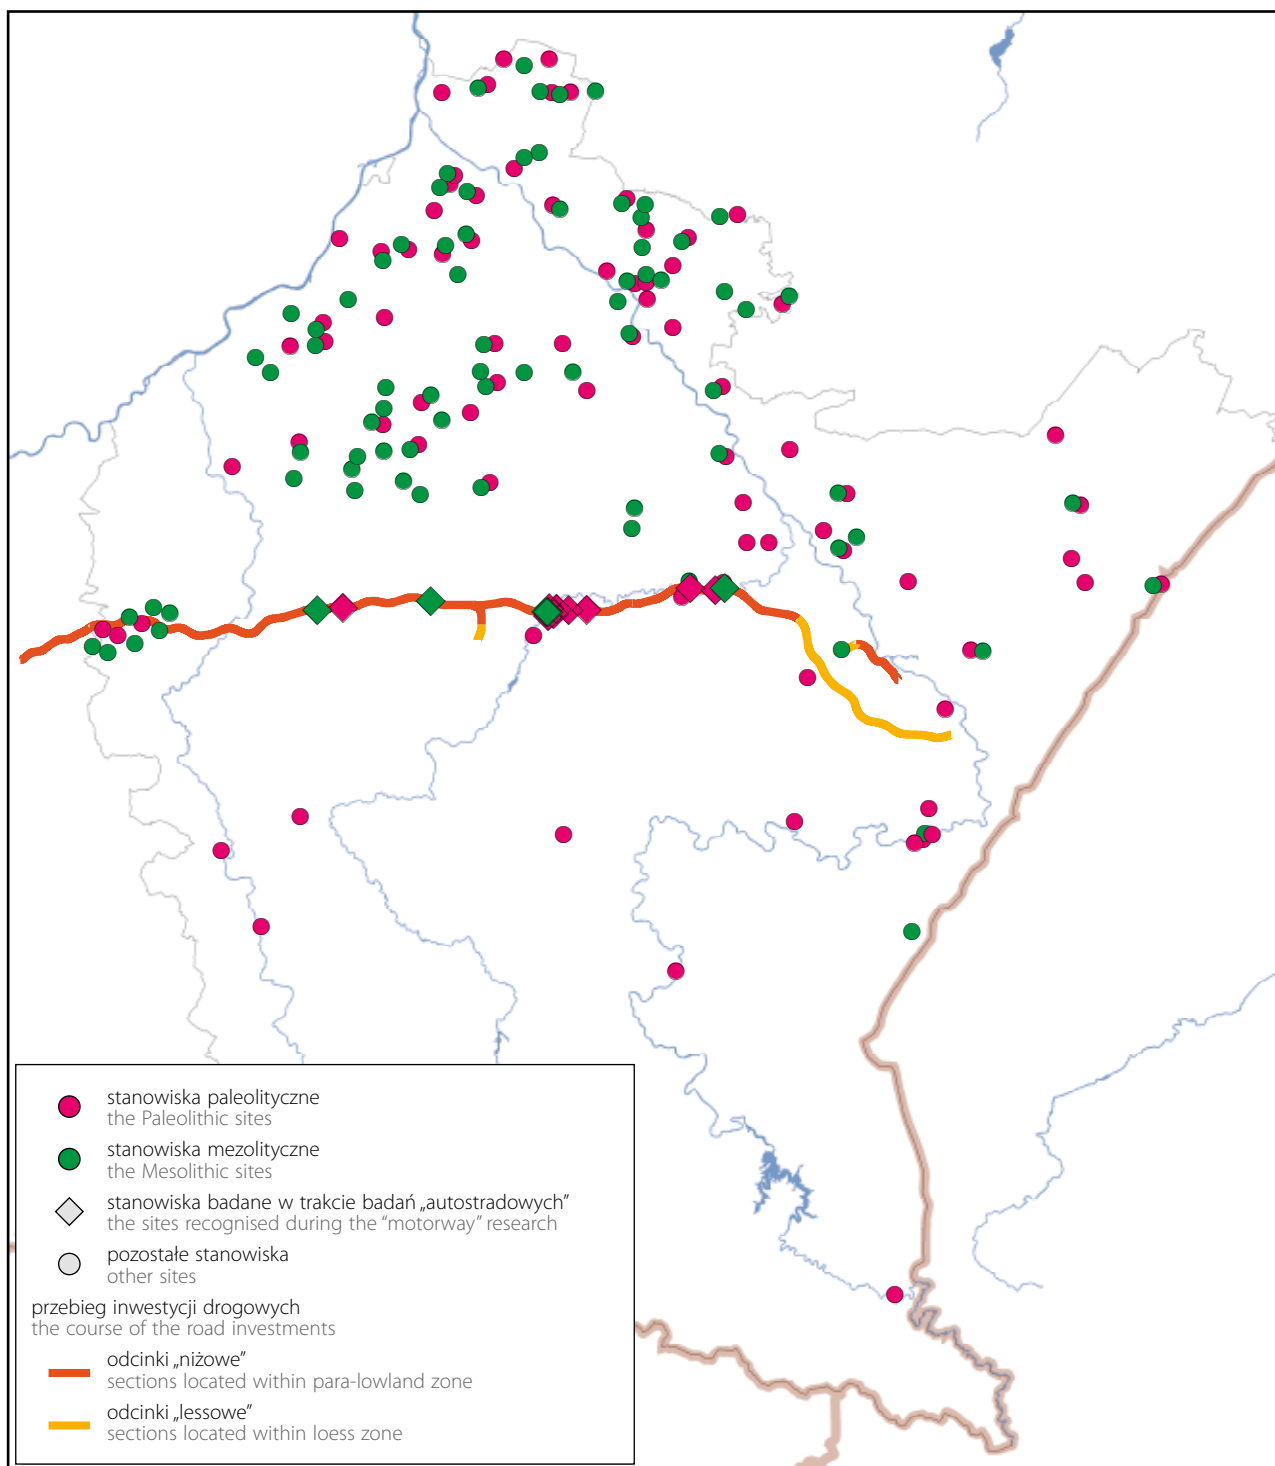 stanowiska paleolityczne
the Paleolithic sites
stanowiska mezolityczne
the Mesolithic sites
stanowiska badane w trakcie badań „autostradowych”
the sites recognised during the “motorway” research
pozostałe stanowiska
other sites
przebieg inwestycji drogowych
the course of the road investments
odcinki „niżowe”
sections located within para-lowland zone
odcinki „lessowe”
sections located within loess zone